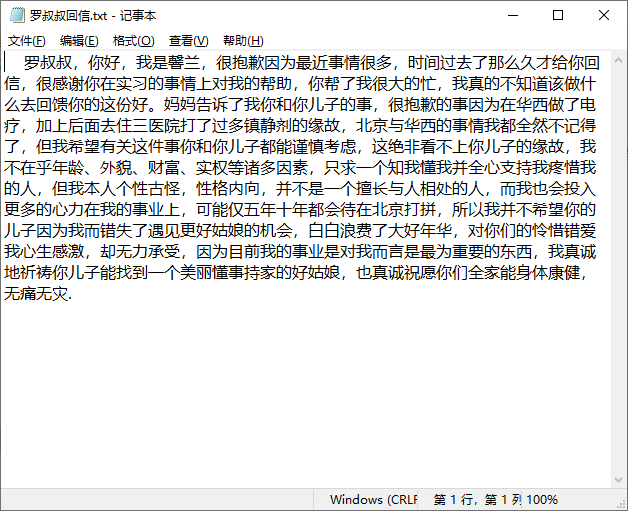 罗叔叔回信.txt - 记事本
文件(F) 编辑(E) 格式(O) 查看(V) 帮助(H)
罗叔叔，你好，我是馨兰，很抱歉因为最近事情很多，时间过去了那么久才给你回
信，很感谢你在实习的事情上对我的帮助，你帮了我很大的忙，我真的不知道该做什
么去回馈你的这份好。妈妈告诉了我你和你儿子的事，很抱歉的事因为在华西做了电
疗，加上后面去住三医院打了过多镇静剂的缘故，北京与华西的事情我都全然不记得
了，但我希望有关这件事你和你儿子都能谨慎考虑，这绝非看不上你儿子的缘故，我
不在乎年龄、外貌、财富、实权等诸多因素，只求一个知我懂我并全心支持我疼惜我
的人，但我本人个性古怪，性格内向，并不是一个擅长与人相处的人，而我也会投入
更多的心力在我的事业上，可能仅五年十年都会待在北京打拼，所以我并不希望你的
儿子因为我而错失了遇见更好姑娘的机会，白白浪费了大好年华，对你们的怜惜错爱
我心生感激，却无力承受，因为目前我的事业是对我而言是最为重要的东西，我真诚
地祈祷你儿子能找到一个美丽懂事持家的好姑娘，也真诚祝愿你们全家能身体康健，
无痛无灾.
Windows (CRLF 第 1 行，第 1 列 100%